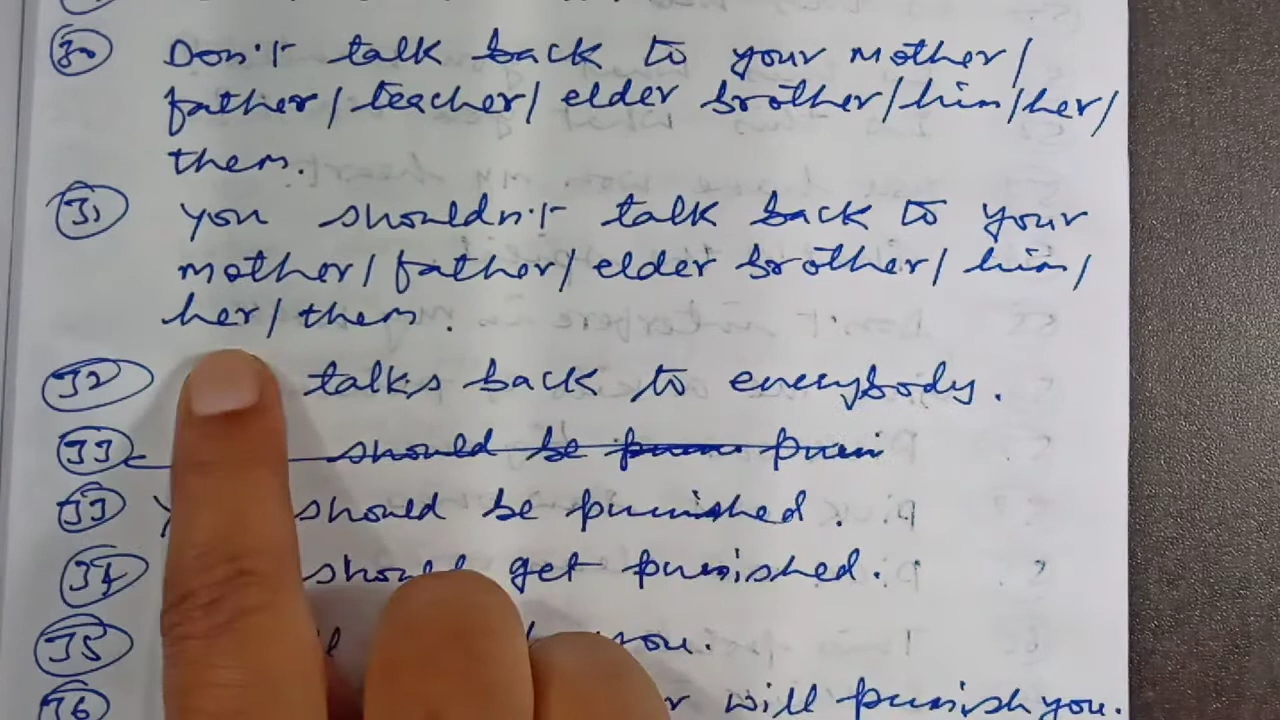 30 Don't talk back to your mother/
father/teacher/elder brother/him/her/
them.
31 You shouldn't talk back to your
mother/father/elder brother/him/
her/them.
32 talks back to everybody.
33 should be
33 should be punished.
34 should get punished.
35 you.
36 will punish you.